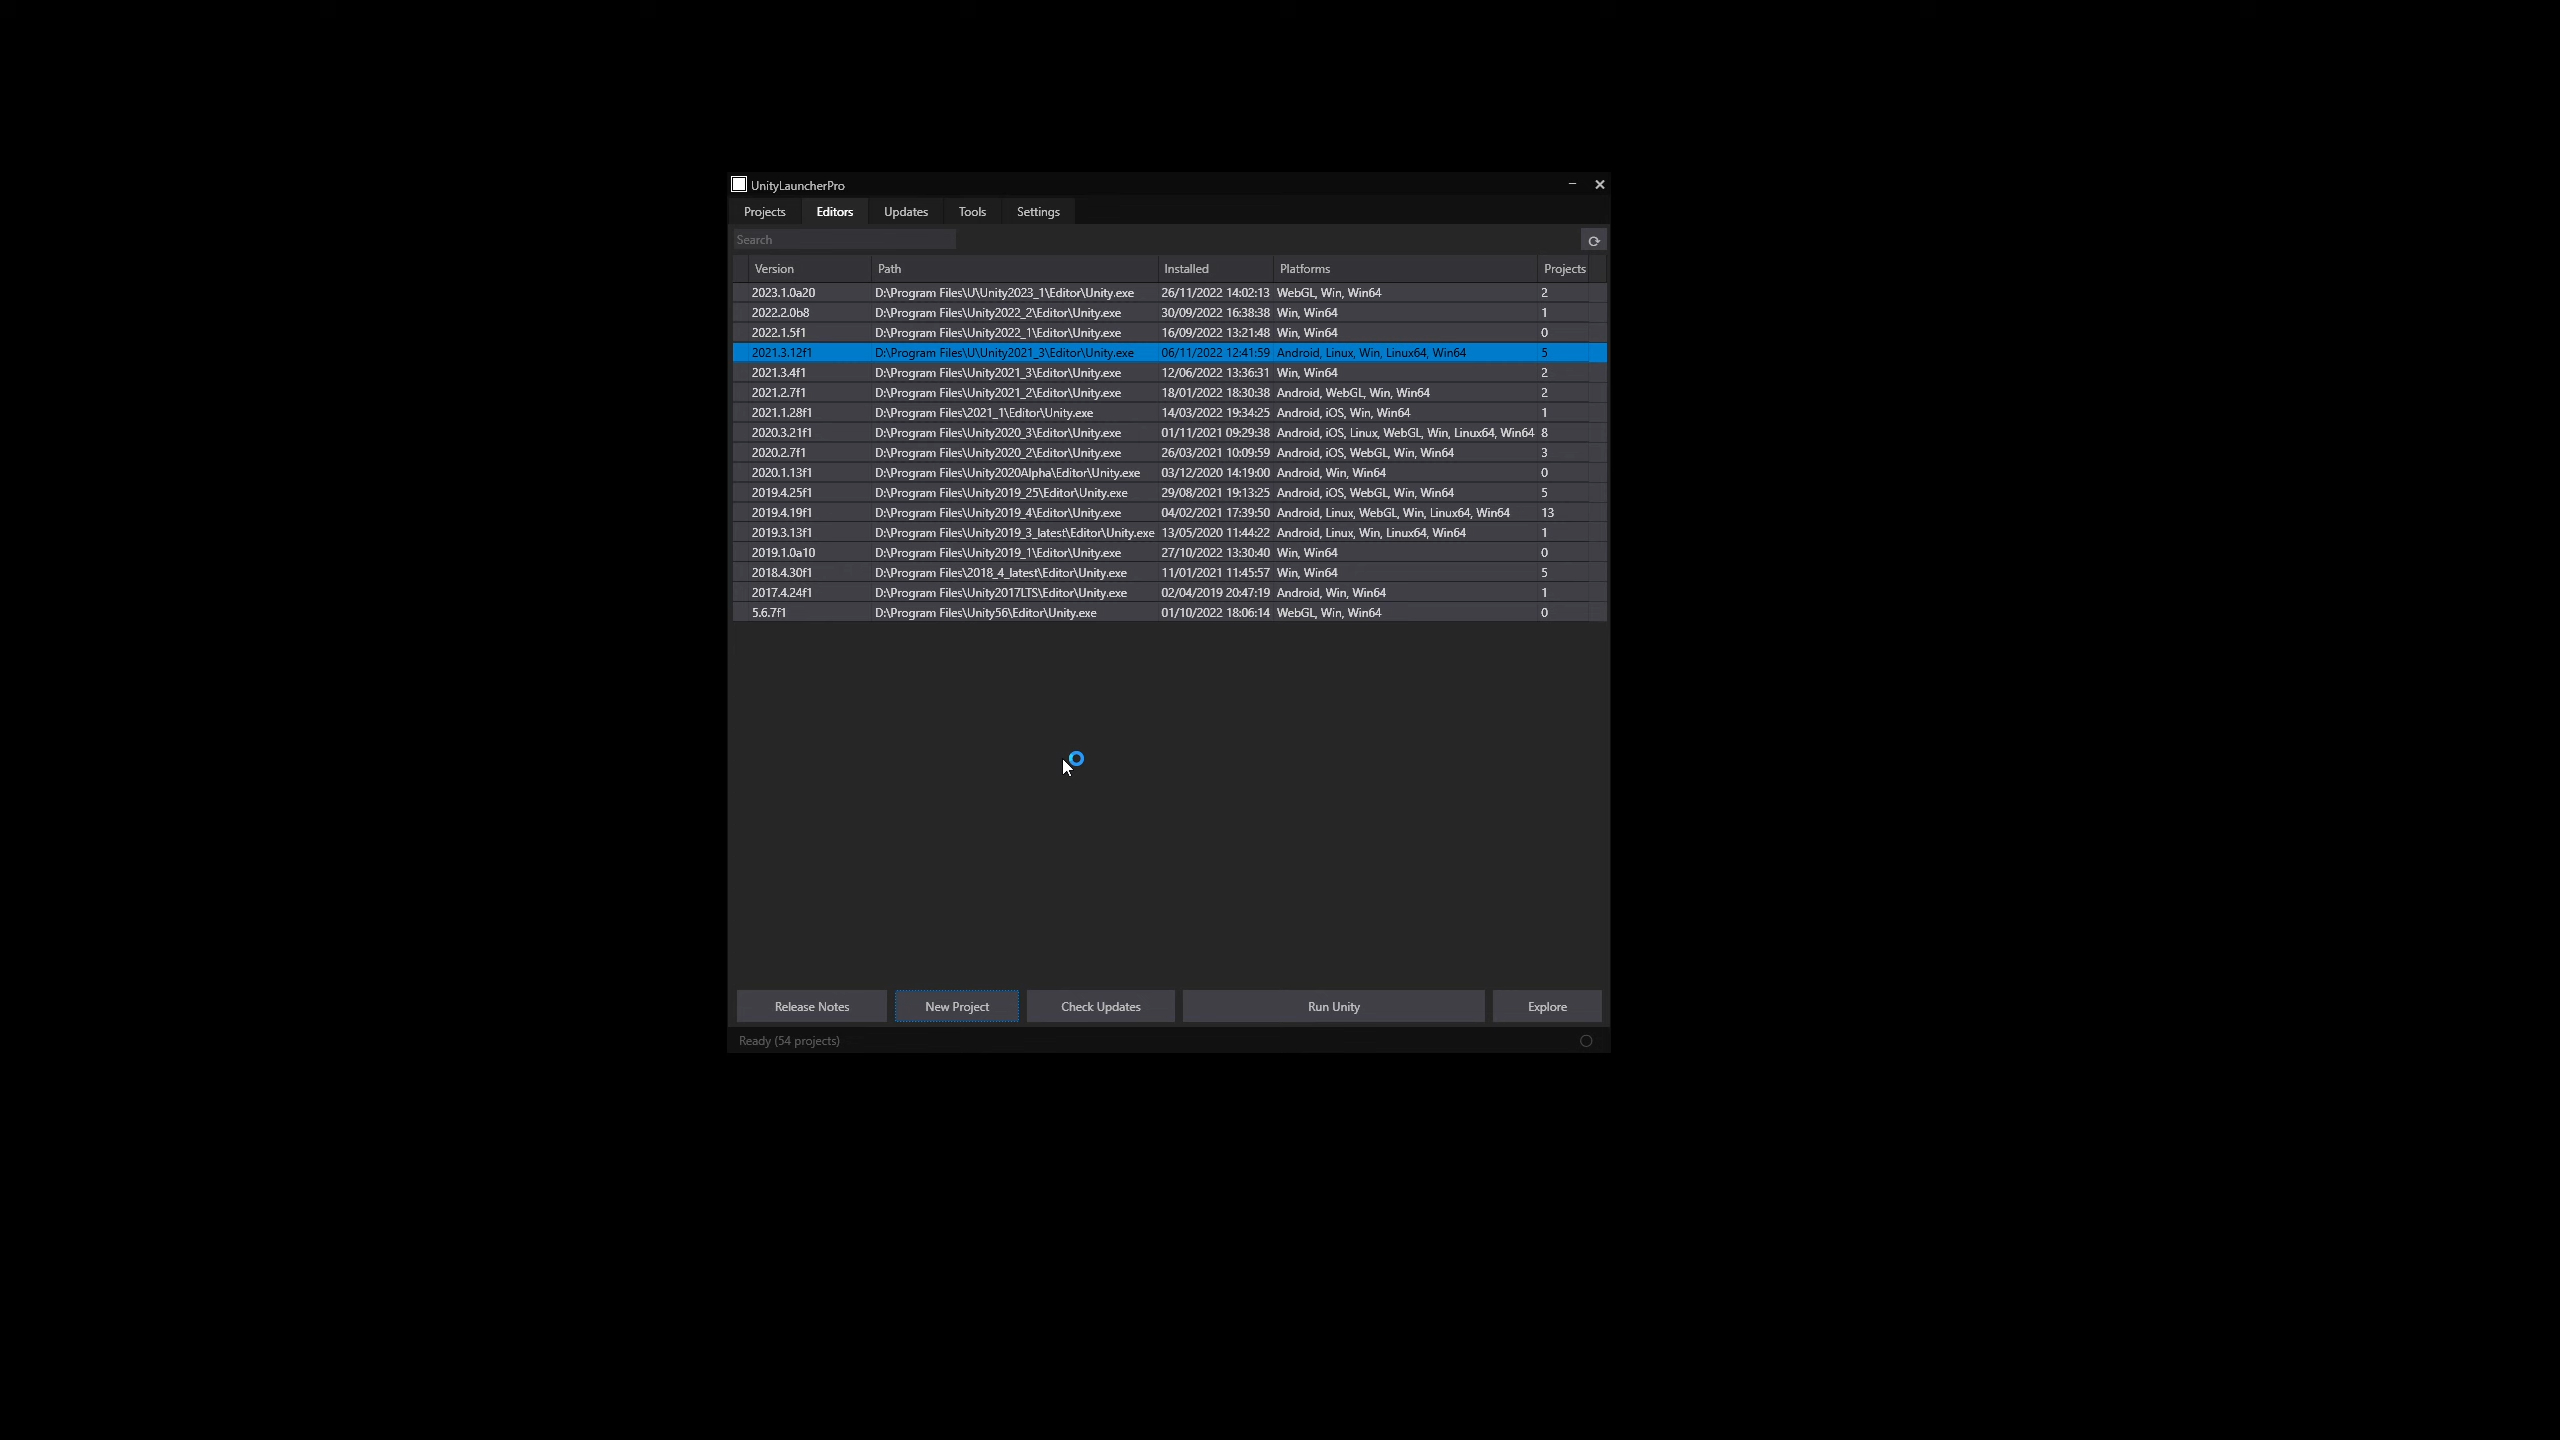 UnityLauncherPro
Projects Editors Updates Tools Settings
Search
Version Path Installed Platforms Projects
2023.1.0a20 D:\Program Files\U\Unity2023_1\Editor\Unity.exe 26/11/2022 14:02:13 WebGL, Win, Win64 2
2022.2.0b8 D:\Program Files\Unity2022_2\Editor\Unity.exe 30/09/2022 16:38:38 Win, Win64 1
2022.1.5f1 D:\Program Files\Unity2022_1\Editor\Unity.exe 16/09/2022 13:21:48 Win, Win64 0
2021.3.12f1 D:\Program Files\U\Unity2021_3\Editor\Unity.exe 06/11/2022 12:41:59 Android, Linux, Win, Linux64, Win64 5
2021.3.4f1 D:\Program Files\Unity2021_3\Editor\Unity.exe 12/06/2022 13:36:31 Win, Win64 2
2021.2.7f1 D:\Program Files\Unity2021_2\Editor\Unity.exe 18/01/2022 18:30:38 Android, WebGL, Win, Win64 2
2021.1.28f1 D:\Program Files\2021_1\Editor\Unity.exe 14/03/2022 19:34:25 Android, iOS, Win, Win64 1
2020.3.21f1 D:\Program Files\Unity2020_3\Editor\Unity.exe 01/11/2021 09:29:38 Android, iOS, Linux, WebGL, Win, Linux64, Win64 8
2020.2.7f1 D:\Program Files\Unity2020_2\Editor\Unity.exe 26/03/2021 10:09:59 Android, iOS, WebGL, Win, Win64 3
2020.1.13f1 D:\Program Files\Unity2020Alpha\Editor\Unity.exe 03/12/2020 14:19:00 Android, Win, Win64 0
2019.4.25f1 D:\Program Files\Unity2019_25\Editor\Unity.exe 29/08/2021 19:13:25 Android, iOS, WebGL, Win, Win64 5
2019.4.19f1 D:\Program Files\Unity2019_4\Editor\Unity.exe 04/02/2021 17:39:50 Android, Linux, WebGL, Win, Linux64, Win64 13
2019.3.13f1 D:\Program Files\Unity2019_3_latest\Editor\Unity.exe 13/05/2020 11:44:22 Android, Linux, Win, Linux64, Win64 1
2019.1.0a10 D:\Program Files\Unity2019_1\Editor\Unity.exe 27/10/2022 13:30:40 Win, Win64 0
2018.4.30f1 D:\Program Files\2018_4_latest\Editor\Unity.exe 11/01/2021 11:45:57 Win, Win64 5
2017.4.24f1 D:\Program Files\Unity2017LTS\Editor\Unity.exe 02/04/2019 20:47:19 Android, Win, Win64 1
5.6.7f1 D:\Program Files\Unity56\Editor\Unity.exe 01/10/2022 18:06:14 WebGL, Win, Win64 0
Release Notes New Project Check Updates Run Unity Explore
Ready (54 projects)